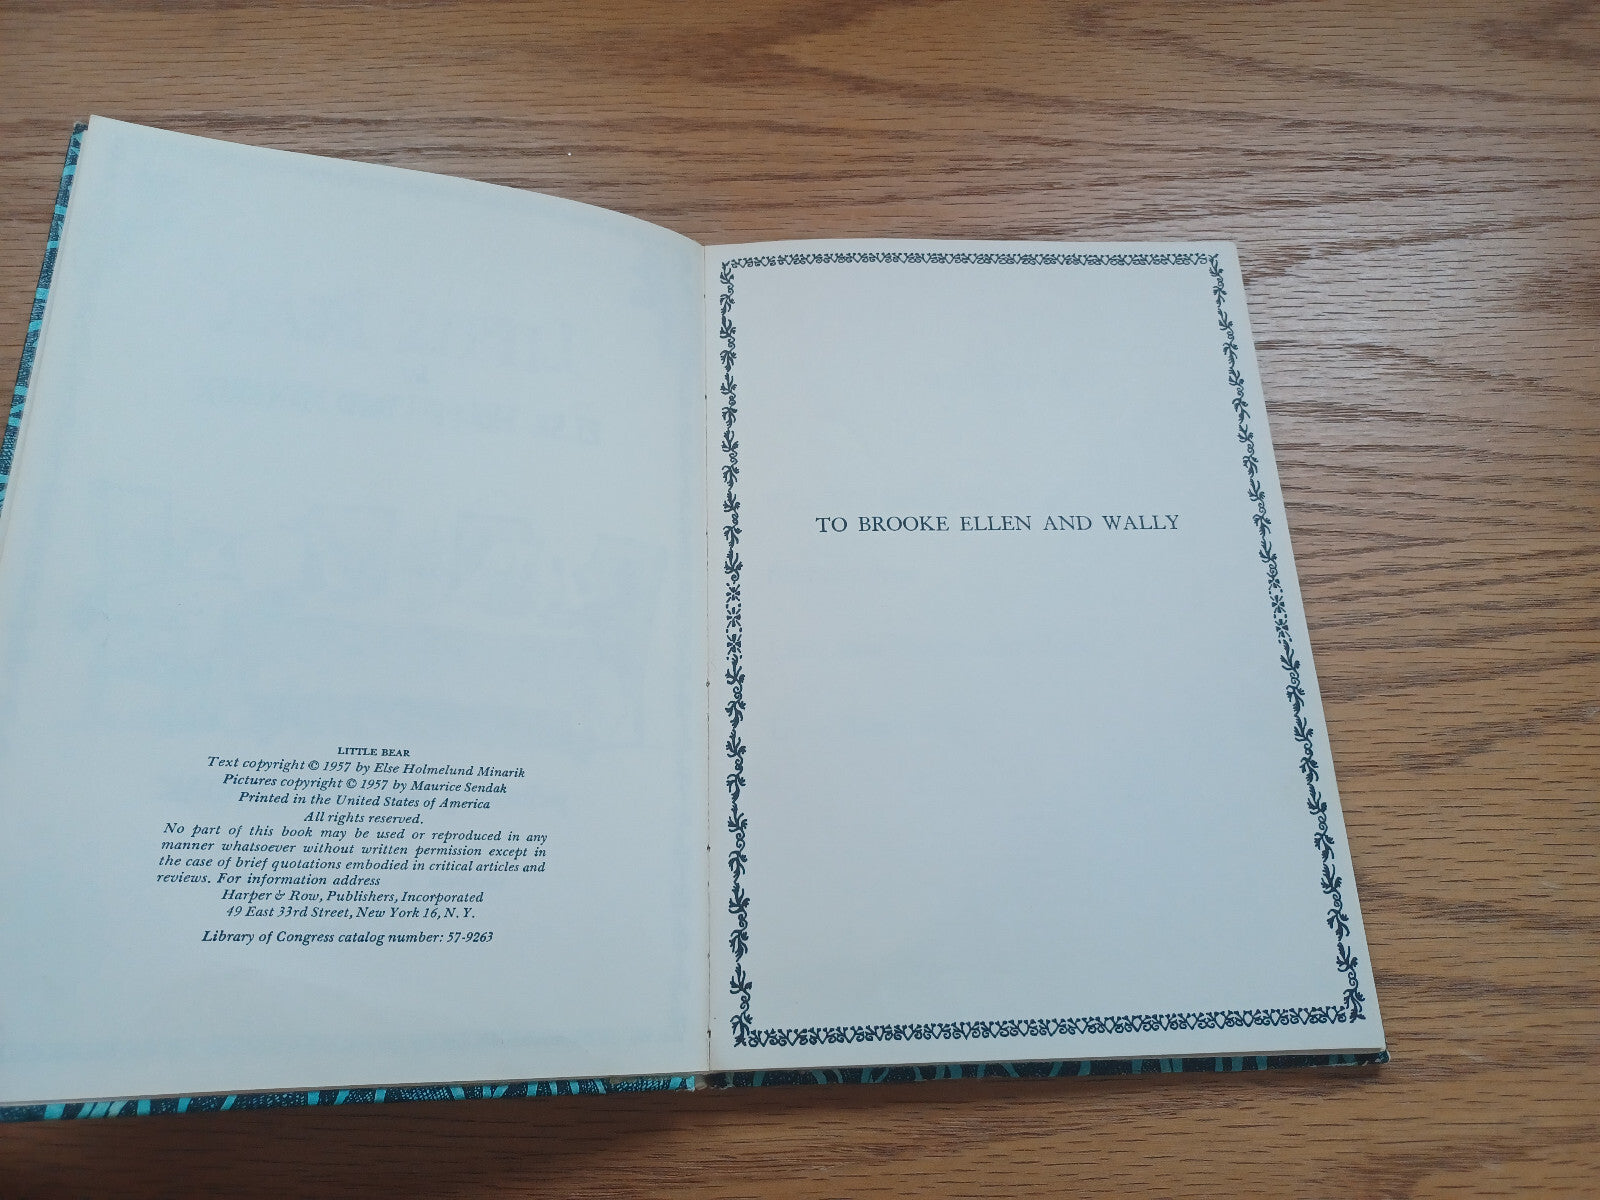 LITTLE BEAR
Text copyright © 1957 by Else Holmelund Minarik
Pictures copyright © 1957 by Maurice Sendak
Printed in the United States of America
All rights reserved.
No part of this book may be used or reproduced in any
manner whatsoever without written permission except in
the case of brief quotations embodied in critical articles and
reviews. For information address
Harper & Row, Publishers, Incorporated
49 East 33rd Street, New York 16, N. Y.
Library of Congress catalog number: 57-9263
TO BROOKE ELLEN AND WALLY